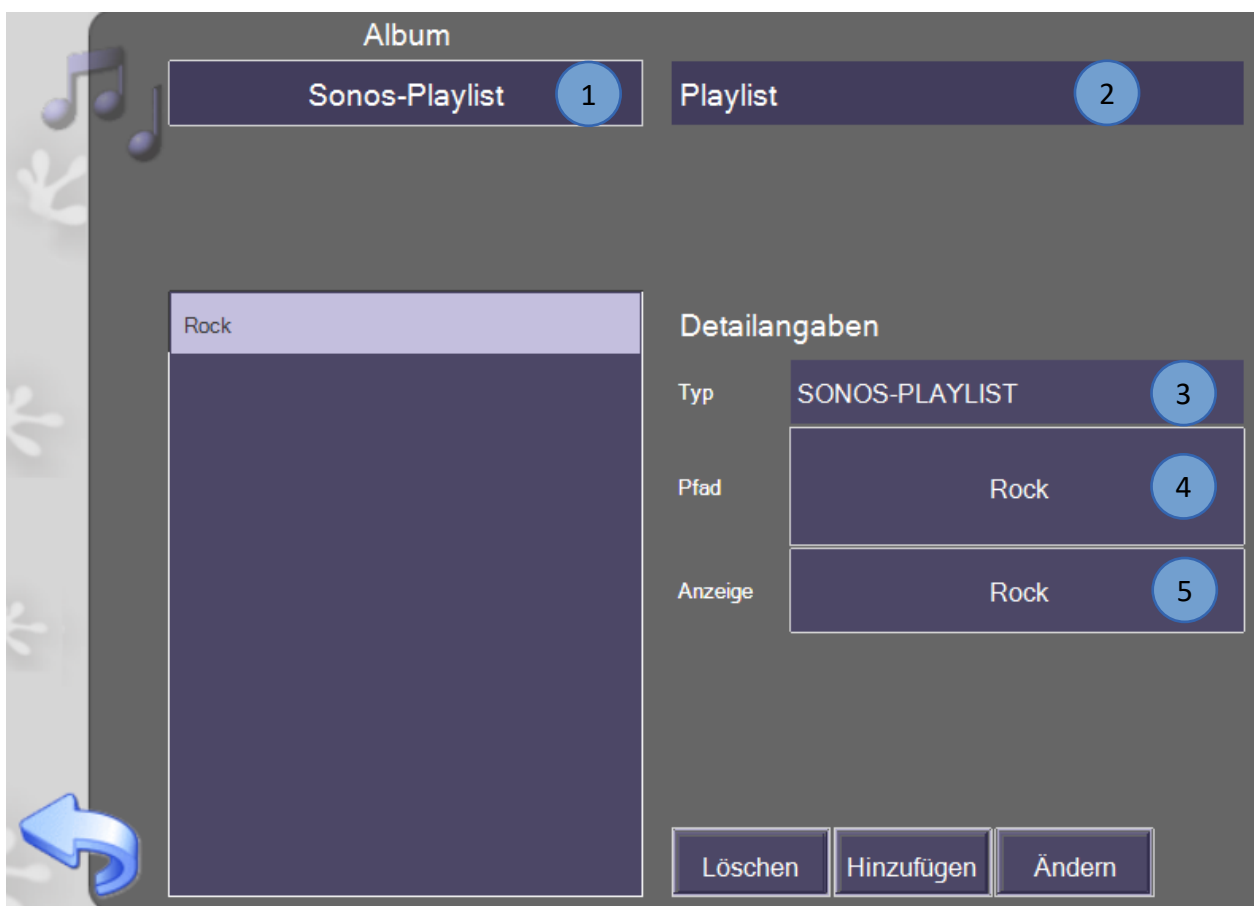 Album
Sonos-Playlist 1
Playlist 2
Rock
Detailangaben
Typ SONOS-PLAYLIST 3
Pfad Rock 4
Anzeige Rock 5
Löschen Hinzufügen Ändern